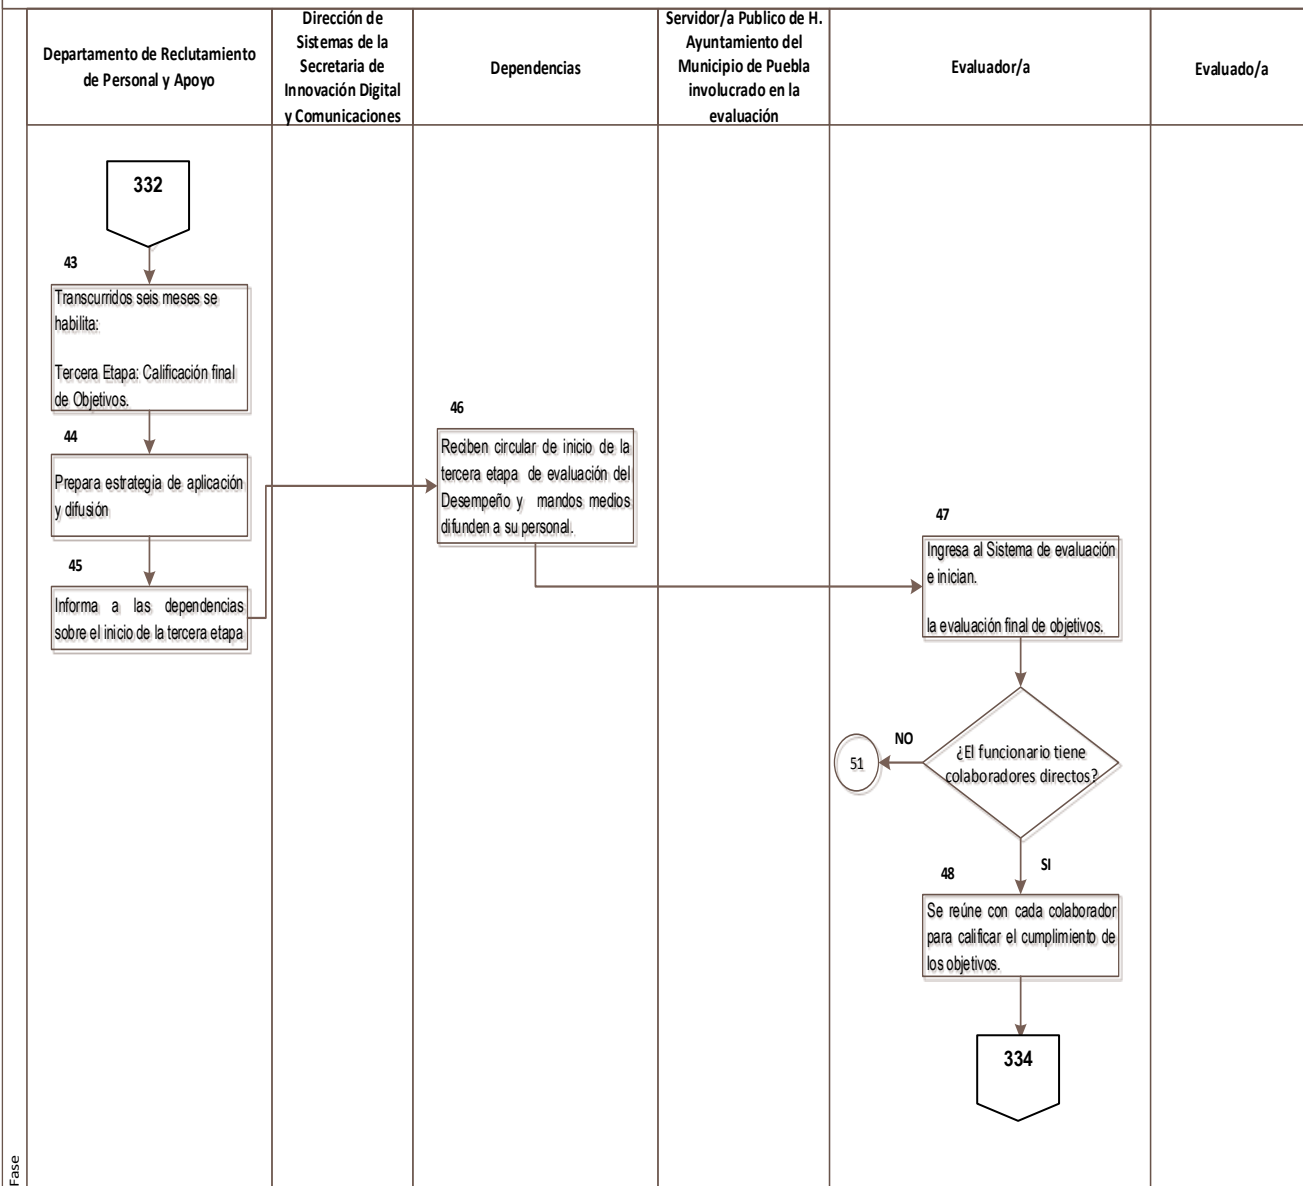 Departamento de Reclutamiento
de Personal y Apoyo
Dirección de
Sistemas de la
Secretaria de
Innovación Digital
y Comunicaciones
Dependencias
Servidor/a Publico de H.
Ayuntamiento del
Municipio de Puebla
involucrado en la
evaluación
Evaluador/a
Evaluado/a
332
43
Transcurridos seis meses se
habilita:
Tercera Etapa: Calificación final
de Objetivos.
44
Prepara estrategia de aplicación
y difusión
45
Informa a las dependencias
sobre el inicio de la tercera etapa
46
Reciben circular de inicio de la
tercera etapa de evaluación del
Desempeño y mandos medios
difunden a su personal.
47
Ingresa al Sistema de evaluación
e inician.
la evaluación final de objetivos.
¿El funcionario tiene
colaboradores directos?
NO
51
SI
48
Se reúne con cada colaborador
para calificar el cumplimiento de
los objetivos.
334
Fase